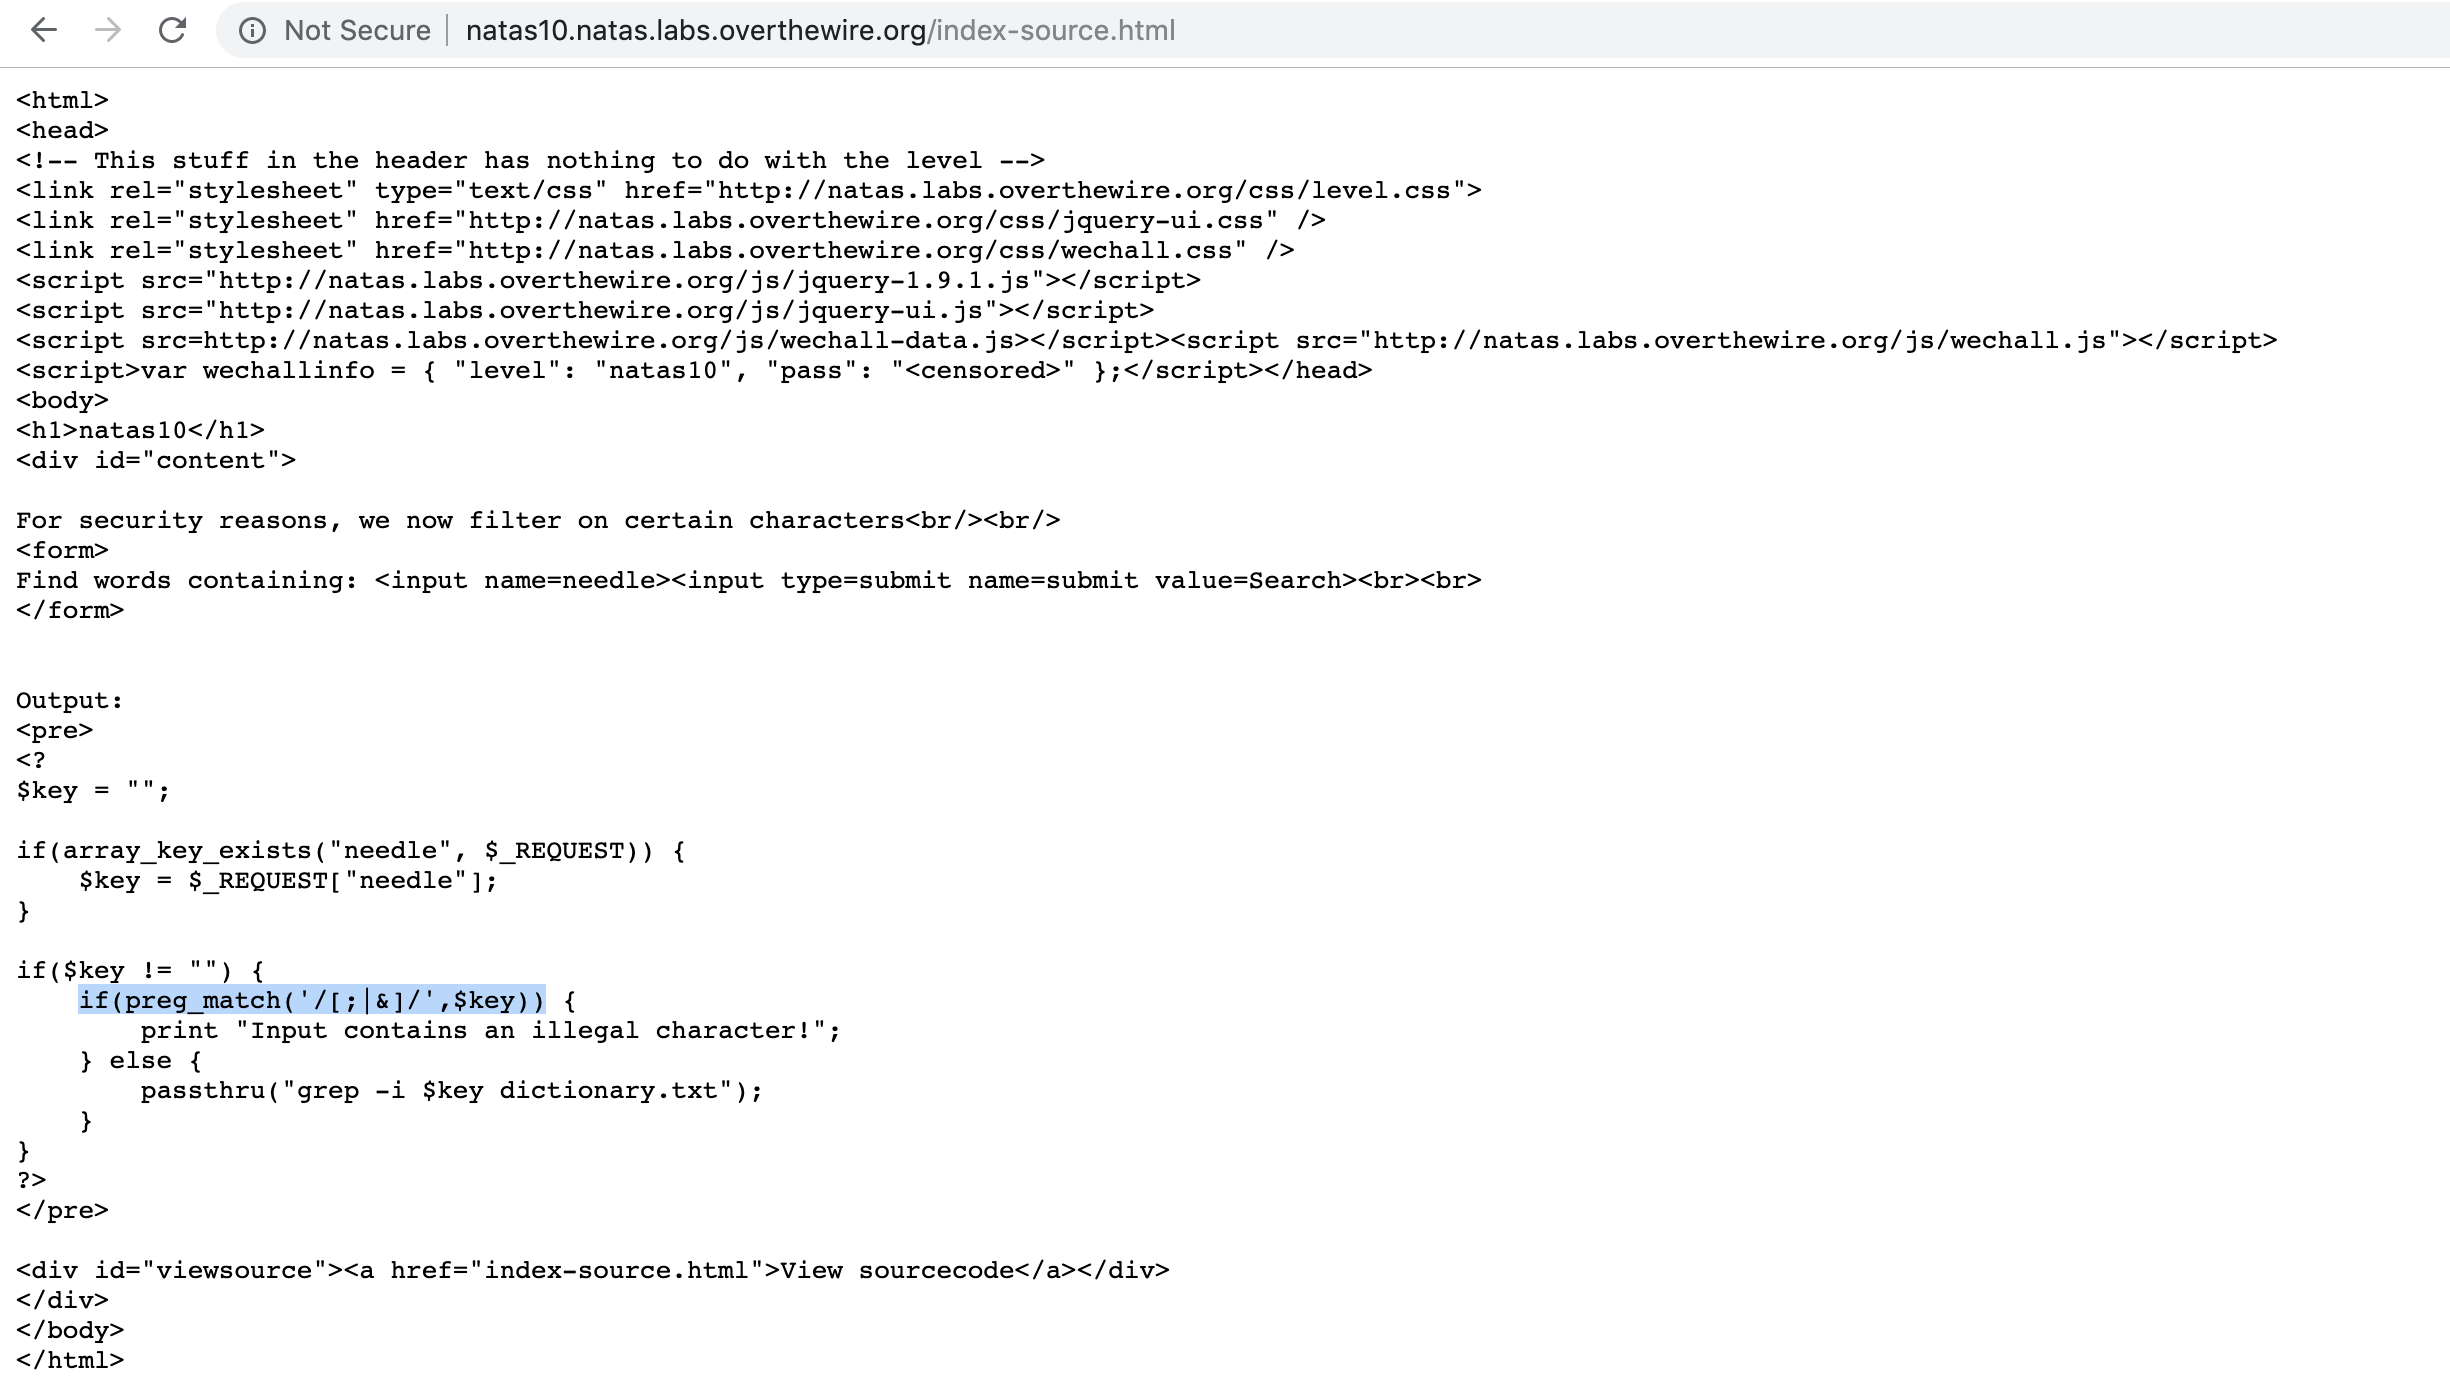 Not Secure | natas10.natas.labs.overthewire.org/index-source.html
<html>
<head>
<!-- This stuff in the header has nothing to do with the level -->
<link rel="stylesheet" type="text/css" href="http://natas.labs.overthewire.org/css/level.css">
<link rel="stylesheet" href="http://natas.labs.overthewire.org/css/jquery-ui.css" />
<link rel="stylesheet" href="http://natas.labs.overthewire.org/css/wechall.css" />
<script src="http://natas.labs.overthewire.org/js/jquery-1.9.1.js"></script>
<script src="http://natas.labs.overthewire.org/js/jquery-ui.js"></script>
<script src=http://natas.labs.overthewire.org/js/wechall-data.js></script><script src="http://natas.labs.overthewire.org/js/wechall.js"></script>
<script>var wechallinfo = { "level": "natas10", "pass": "<censored>" };</script></head>
<body>
<h1>natas10</h1>
<div id="content">

For security reasons, we now filter on certain characters<br/><br/>
<form>
Find words containing: <input name=needle><input type=submit name=submit value=Search><br><br>
</form>


Output:
<pre>
<?
$key = "";

if(array_key_exists("needle", $_REQUEST)) {
    $key = $_REQUEST["needle"];
}

if($key != "") {
    if(preg_match('/[;|&]/',$key)) {
        print "Input contains an illegal character!";
    } else {
        passthru("grep -i $key dictionary.txt");
    }
}
?>
</pre>

<div id="viewsource"><a href="index-source.html">View sourcecode</a></div>
</div>
</body>
</html>